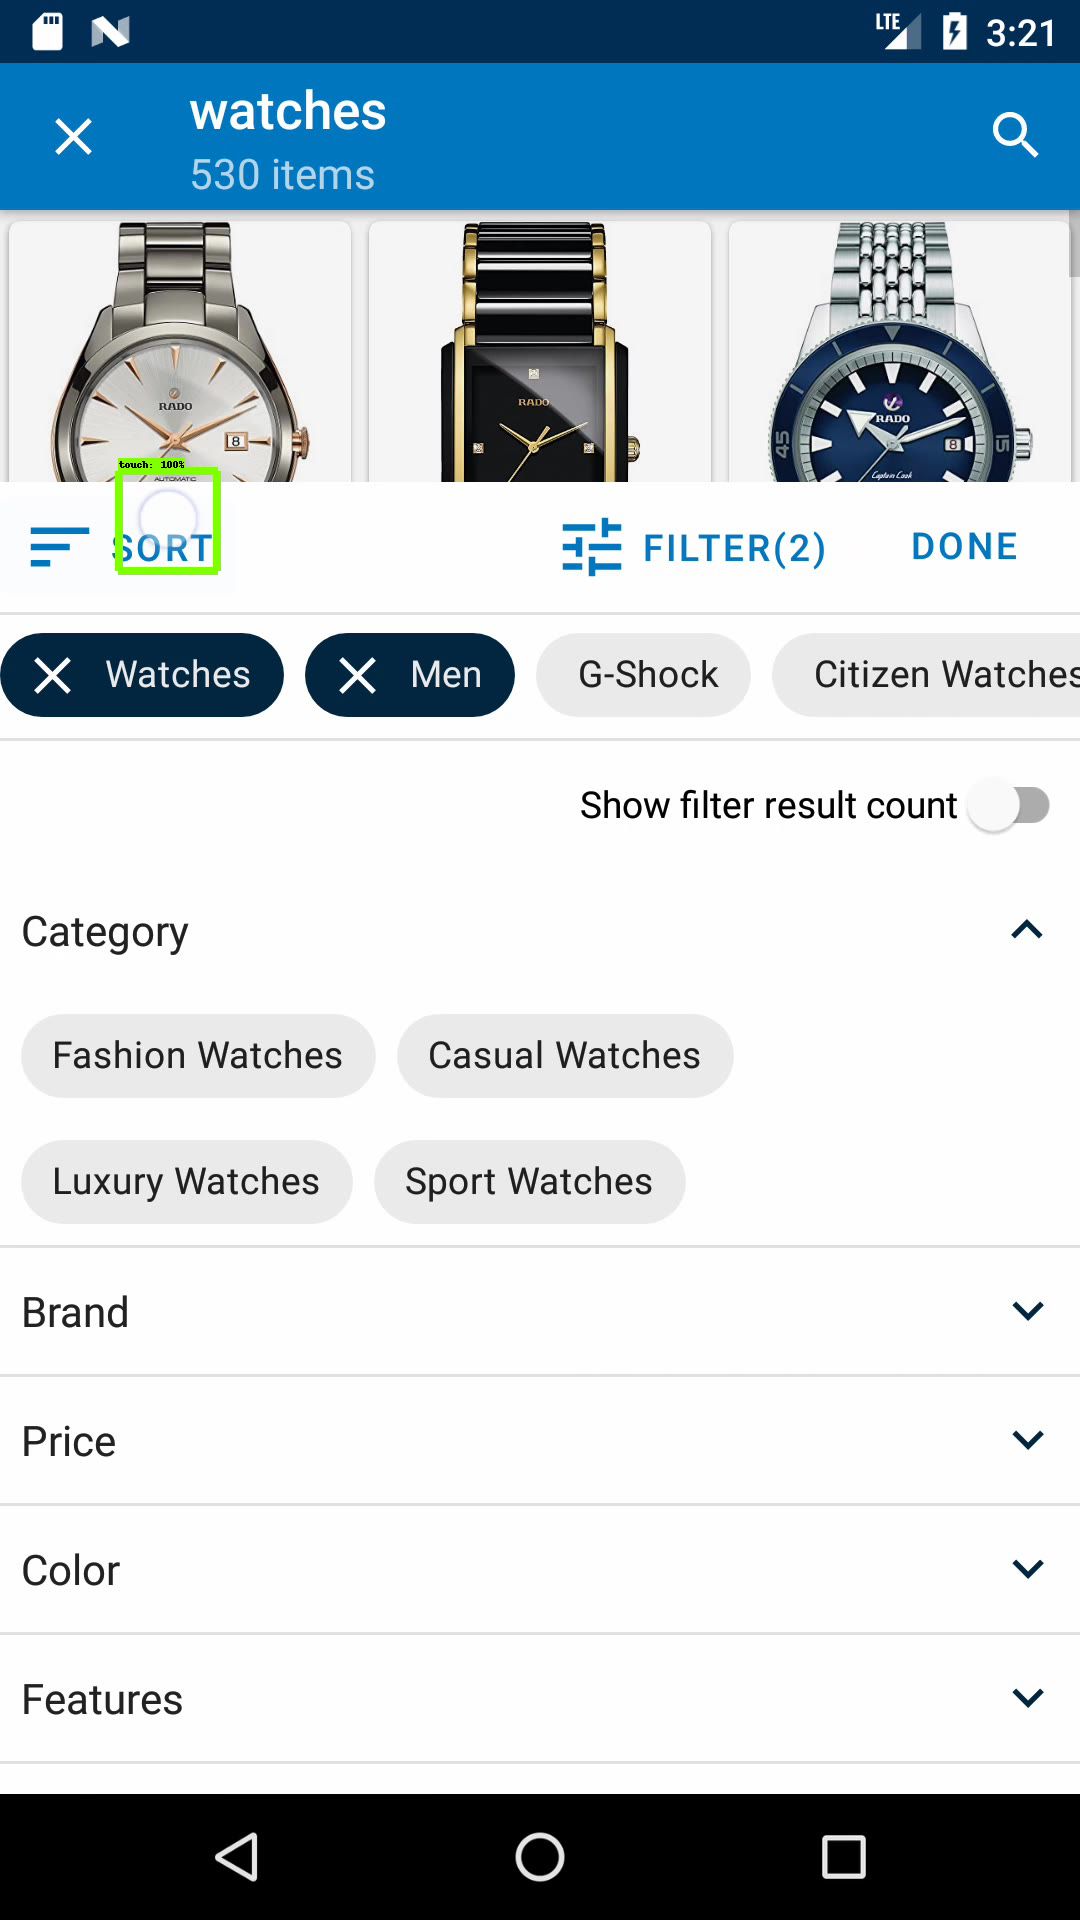 LTE 3:21
watches
530 items
RADO
8
RADO
RADO
45
8
15
Captain Cook
touch: 100%
AUTOMATIC
SORT
FILTER(2)
DONE
Watches
Men
G-Shock
Citizen Watches
Show filter result count
Category
Fashion Watches
Casual Watches
Luxury Watches
Sport Watches
Brand
Price
Color
Features